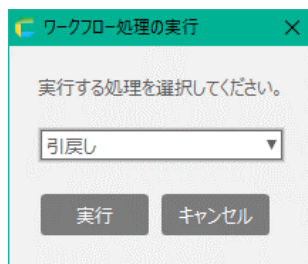 ワークフロー処理の実行
実行する処理を選択してください。
引戻し
実行
キャンセル